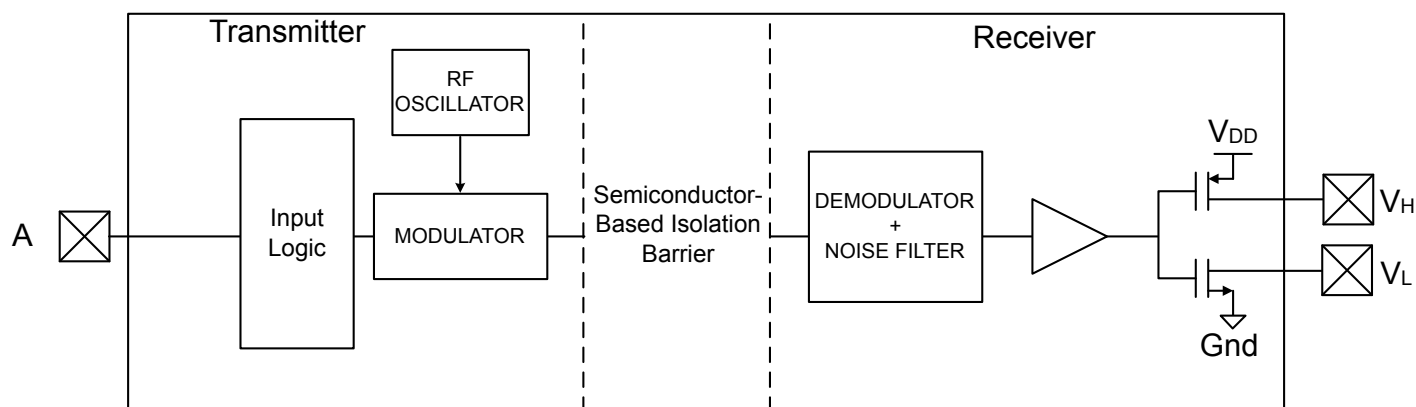 Transmitter
Receiver
RF
OSCILLATOR
VDD
A
Input
Logic
MODULATOR
Semiconductor-
Based Isolation
Barrier
DEMODULATOR
+
NOISE FILTER
VH
VL
Gnd